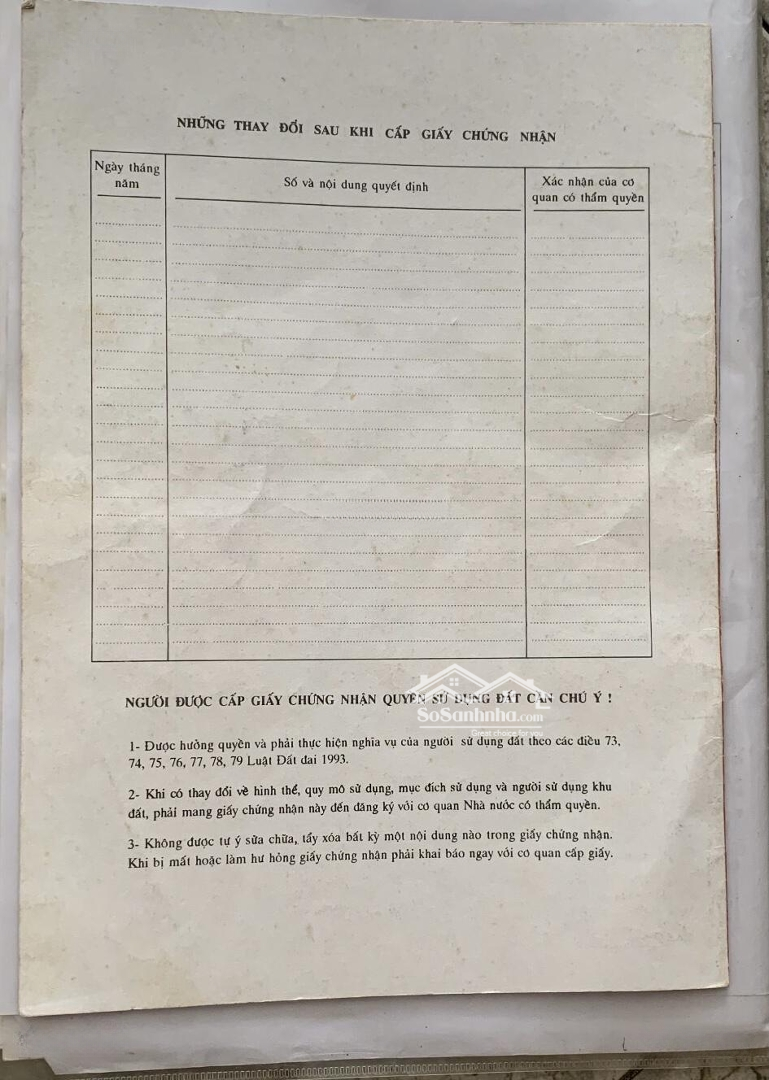 NHỮNG THAY ĐỔI SAU KHI CẤP GIẤY CHỨNG NHẬN
Ngày tháng
năm
Số và nội dung quyết định
Xác nhận của cơ
quan có thẩm quyền
NGƯỜI ĐƯỢC CẤP GIẤY CHỨNG NHẬN QUYỀN SỬ DỤNG ĐẤT CẦN CHÚ Ý !
SoSanhnha.com
Great choice for you
1- Được hưởng quyền và phải thực hiện nghĩa vụ của người sử dụng đất theo các điều 73,
74, 75, 76, 77, 78, 79 Luật Đất đai 1993.
2- Khi có thay đổi về hình thể, quy mô sử dụng, mục đích sử dụng và người sử dụng khu
đất, phải mang giấy chứng nhận này đến đăng ký với cơ quan Nhà nước có thẩm quyền.
3- Không được tự ý sửa chữa, tẩy xóa bất kỳ một nội dung nào trong giấy chứng nhận.
Khi bị mất hoặc làm hư hỏng giấy chứng nhận phải khai báo ngay với cơ quan cấp giấy.